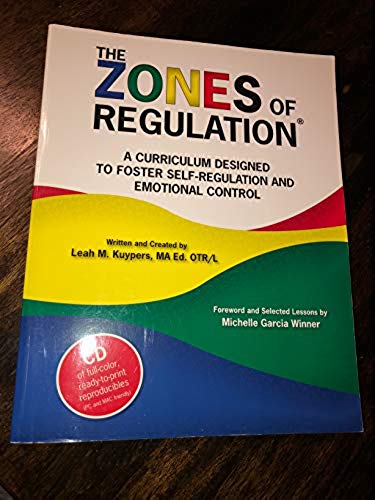 THE
ZONES OF
REGULATION®
A CURRICULUM DESIGNED
TO FOSTER SELF-REGULATION AND
EMOTIONAL CONTROL
Written and Created by
Leah M. Kuypers, MA Ed. OTR/L
Foreword and Selected Lessons by
Michelle Garcia Winner
CD
of full-color,
ready-to-print
reproducibles
(PC and MAC friendly)